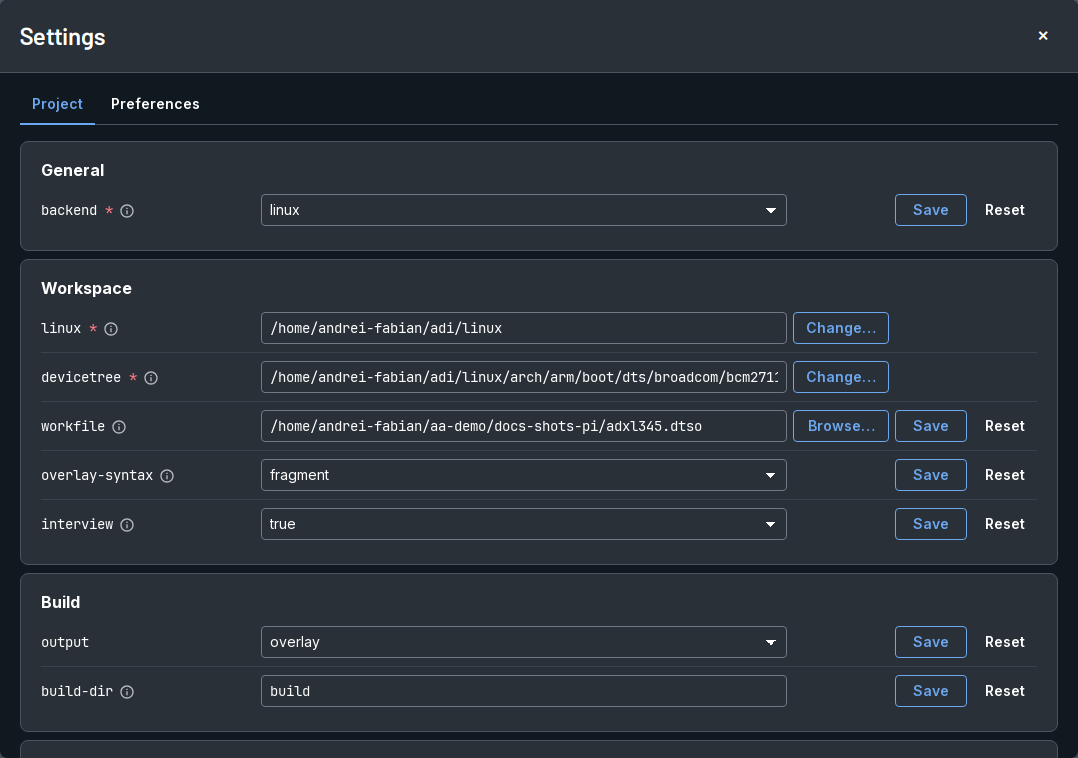 Settings ×
Project Preferences
General
backend * linux Save Reset
Workspace
linux * /home/andrei-fabian/adi/linux Change...
devicetree * /home/andrei-fabian/adi/linux/arch/arm/boot/dts/broadcom/bcm2711 Change...
workfile /home/andrei-fabian/aa-demo/docs-shots-pi/adxl345.dtso Browse... Save Reset
overlay-syntax fragment Save Reset
interview true Save Reset
Build
output overlay Save Reset
build-dir build Save Reset